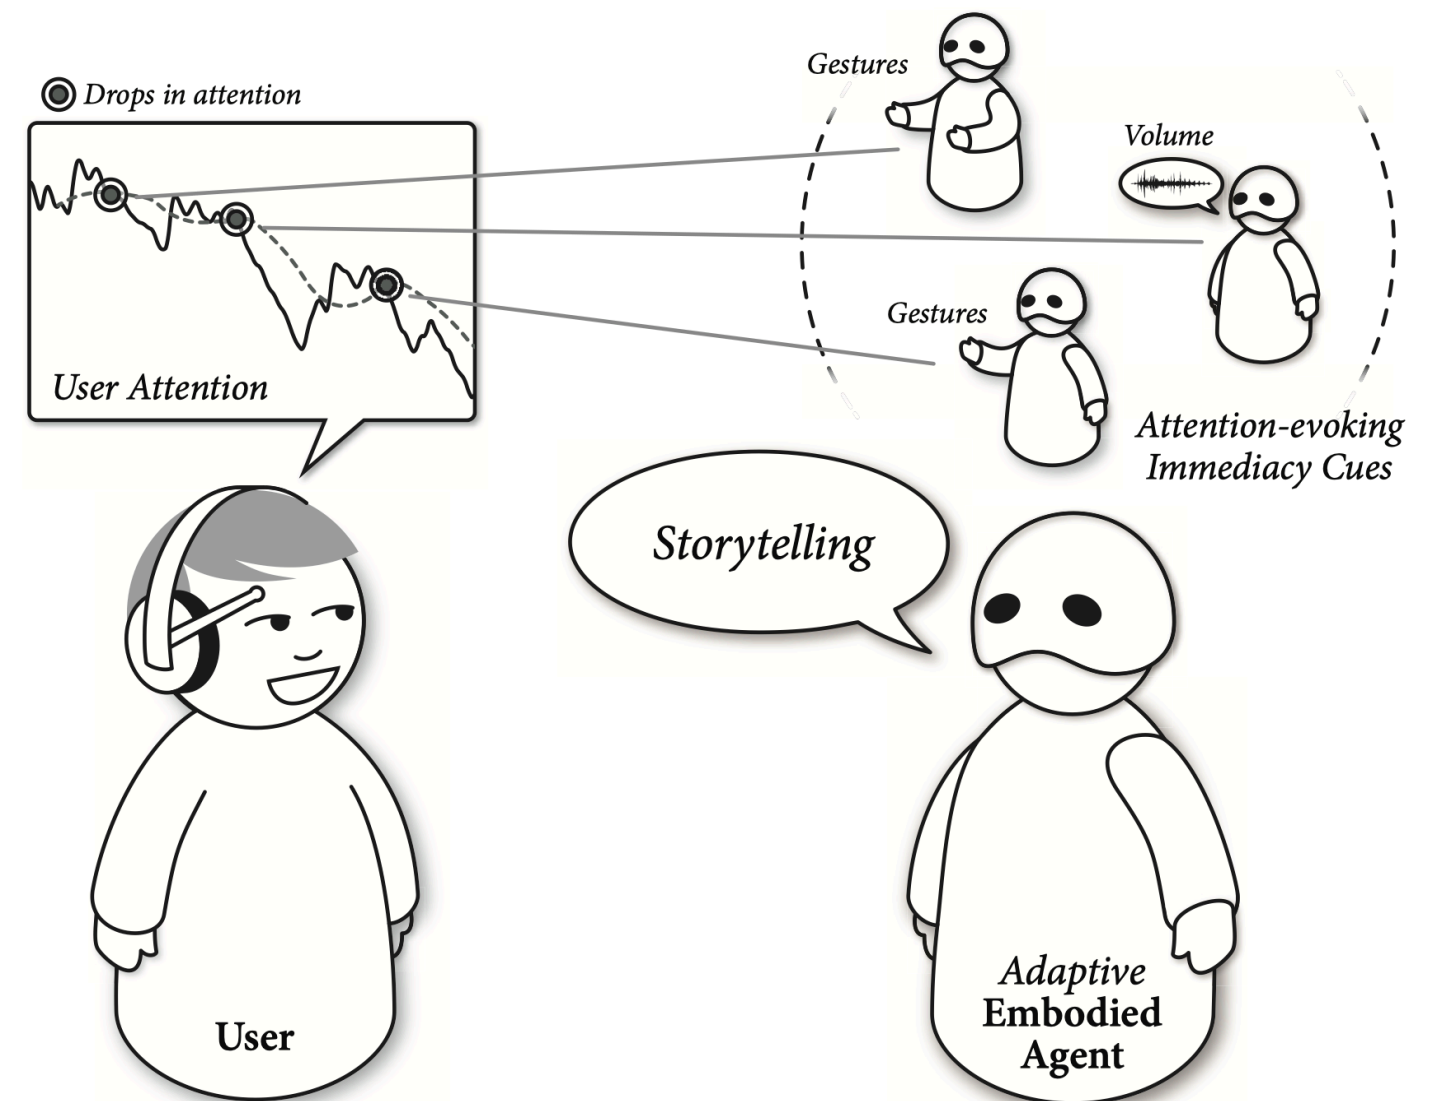 Drops in attention
User Attention
Gestures
Volume
Gestures
Attention-evoking
Immediacy Cues
Storytelling
User
Adaptive
Embodied
Agent